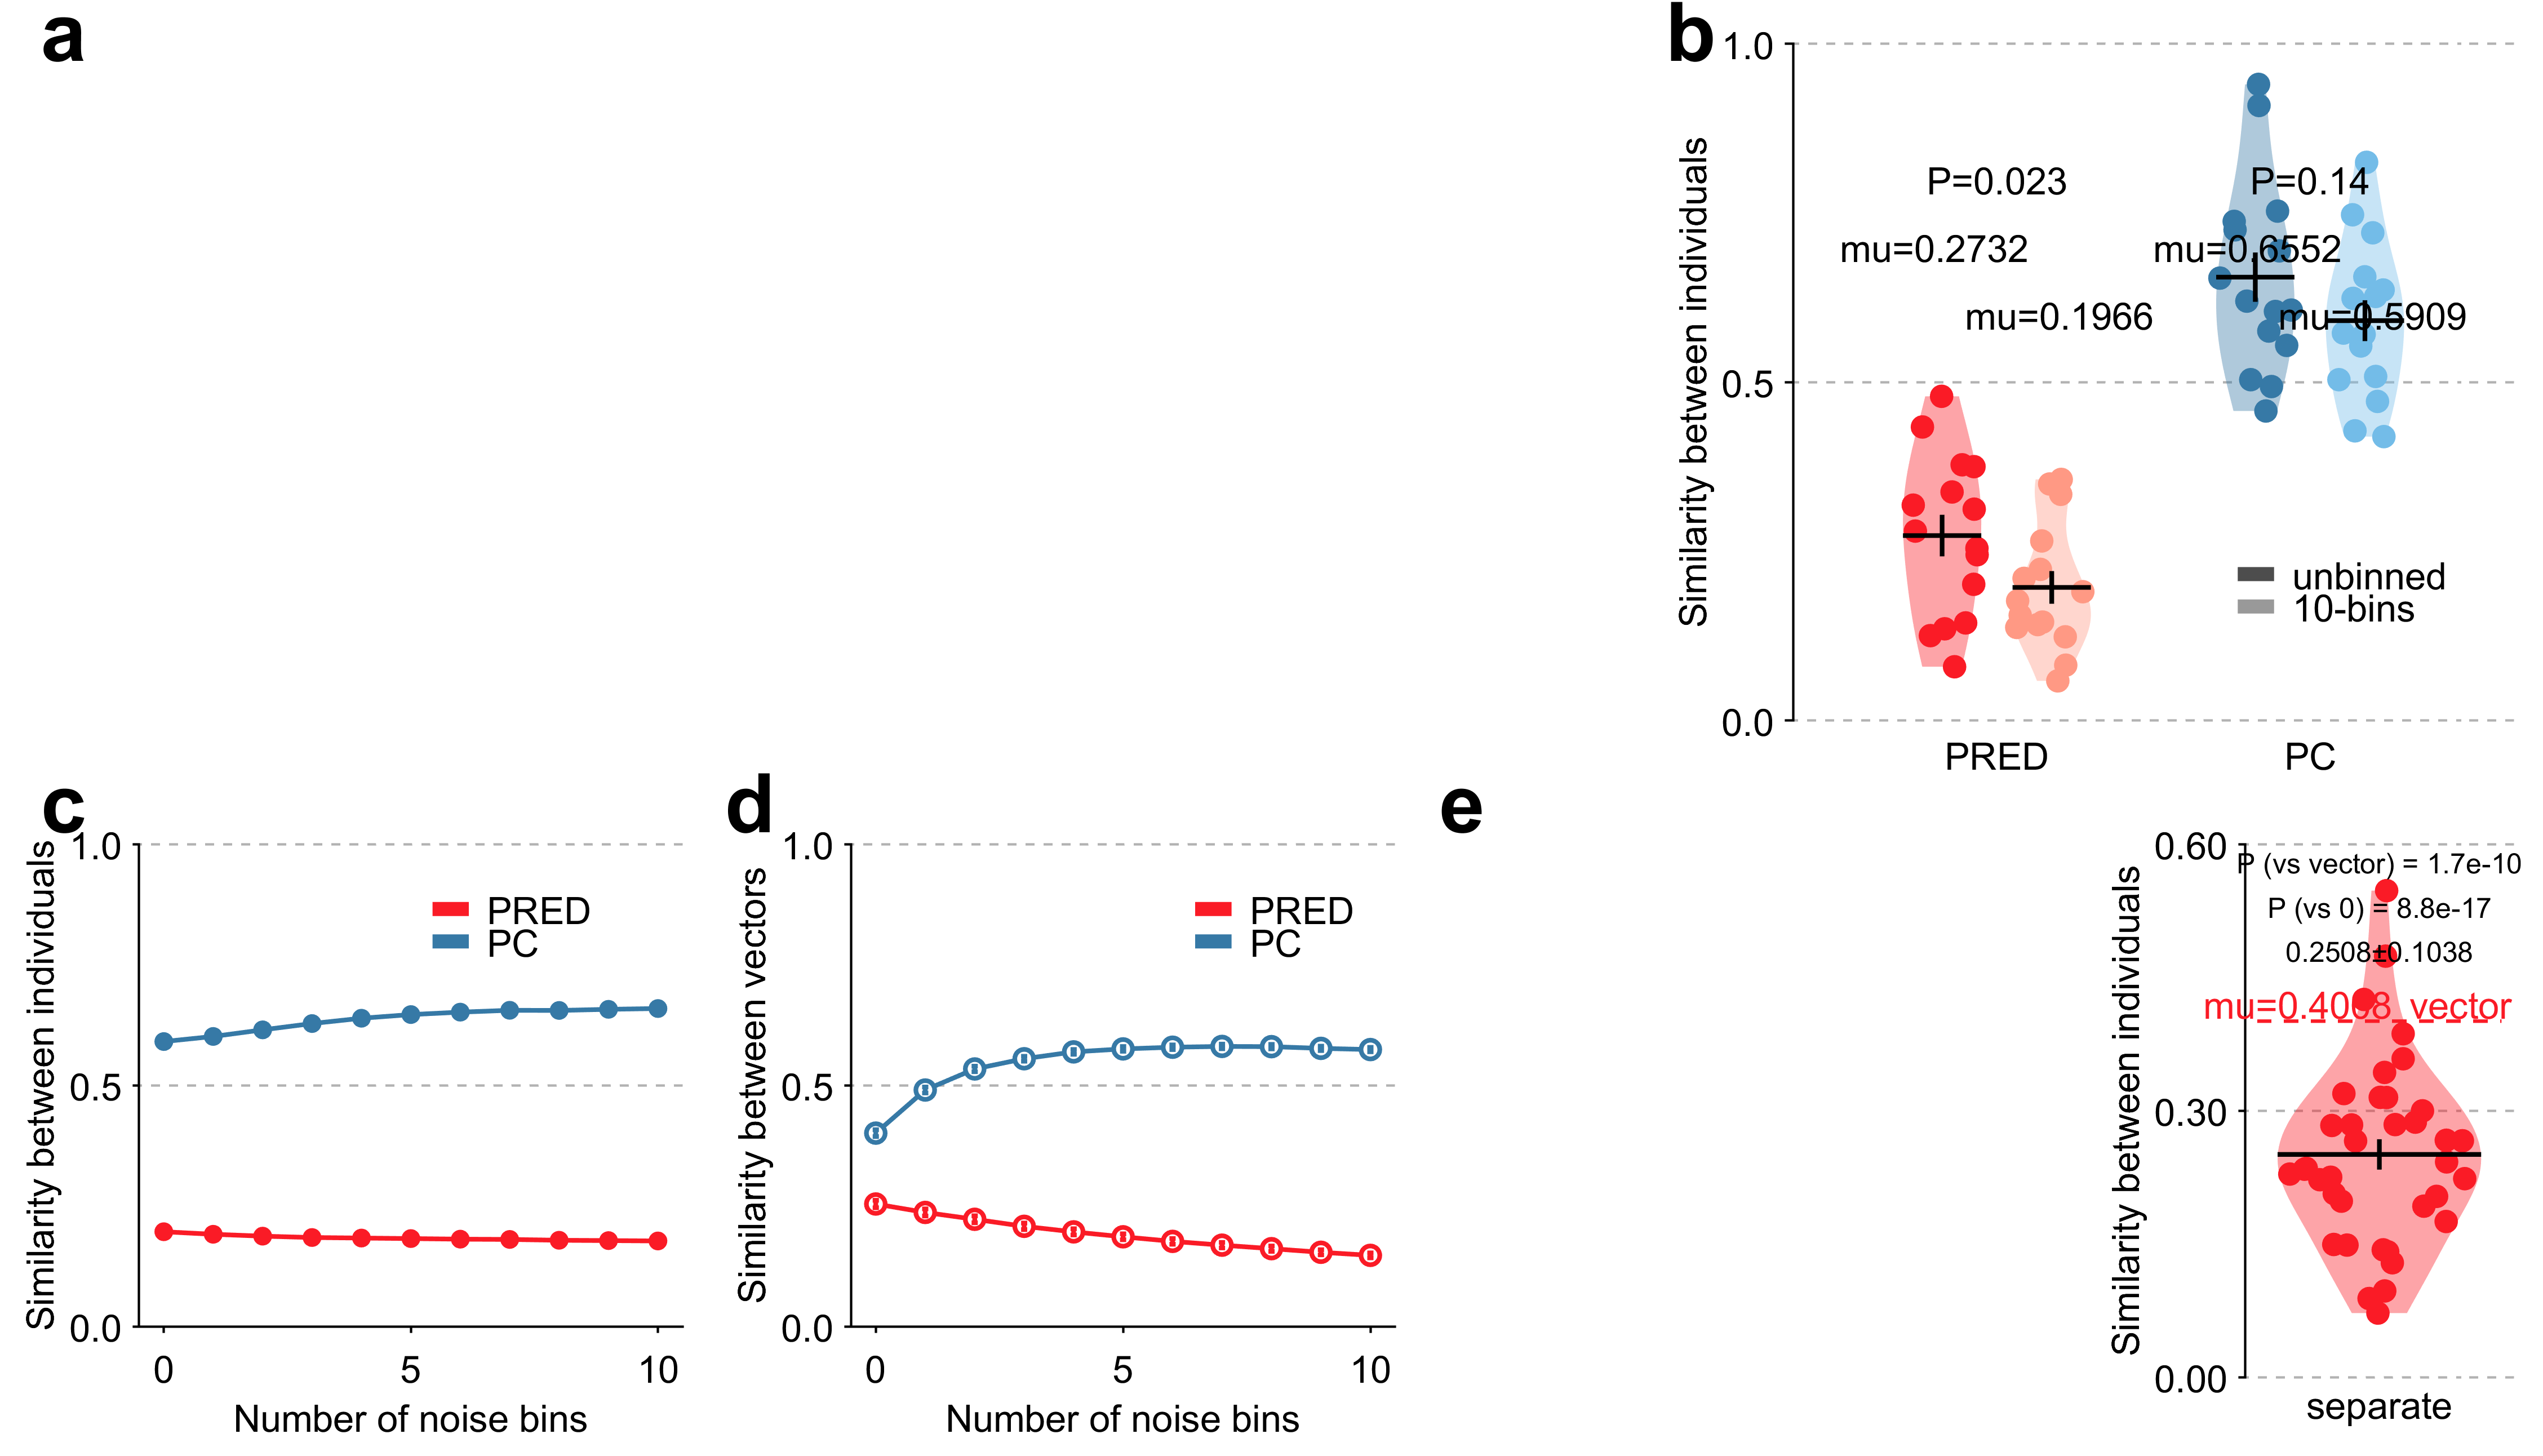 a
b
1.0
0.5
0.0
Similarity between individuals
P=0.023
P=0.14
mu=0.2732
mu=0.6552
mu=0.1966
mu=0.5909
unbinned
10-bins
PRED
PC
c
1.0
0.5
0.0
Similarity between individuals
PRED
PC
0
5
10
Number of noise bins
d
1.0
0.5
0.0
Similarity between vectors
PRED
PC
0
5
10
Number of noise bins
e
0.60
0.30
0.00
Similarity between individuals
P (vs vector) = 1.7e-10
P (vs 0) = 8.8e-17
0.2508±0.1038
vector
separate